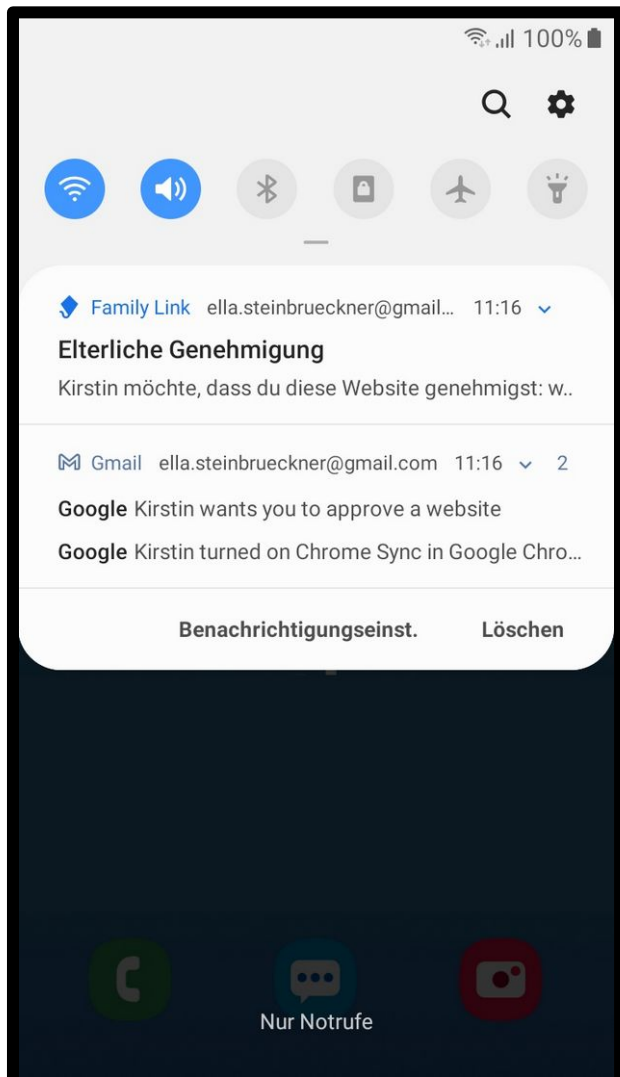 100%
Family Link ella.steinbrueckner@gmail... 11:16
Elterliche Genehmigung
Kirstin möchte, dass du diese Website genehmigst: w..
Gmail ella.steinbrueckner@gmail.com 11:16 2
Google Kirstin wants you to approve a website
Google Kirstin turned on Chrome Sync in Google Chro...
Benachrichtigungseinst. Löschen
Nur Notrufe